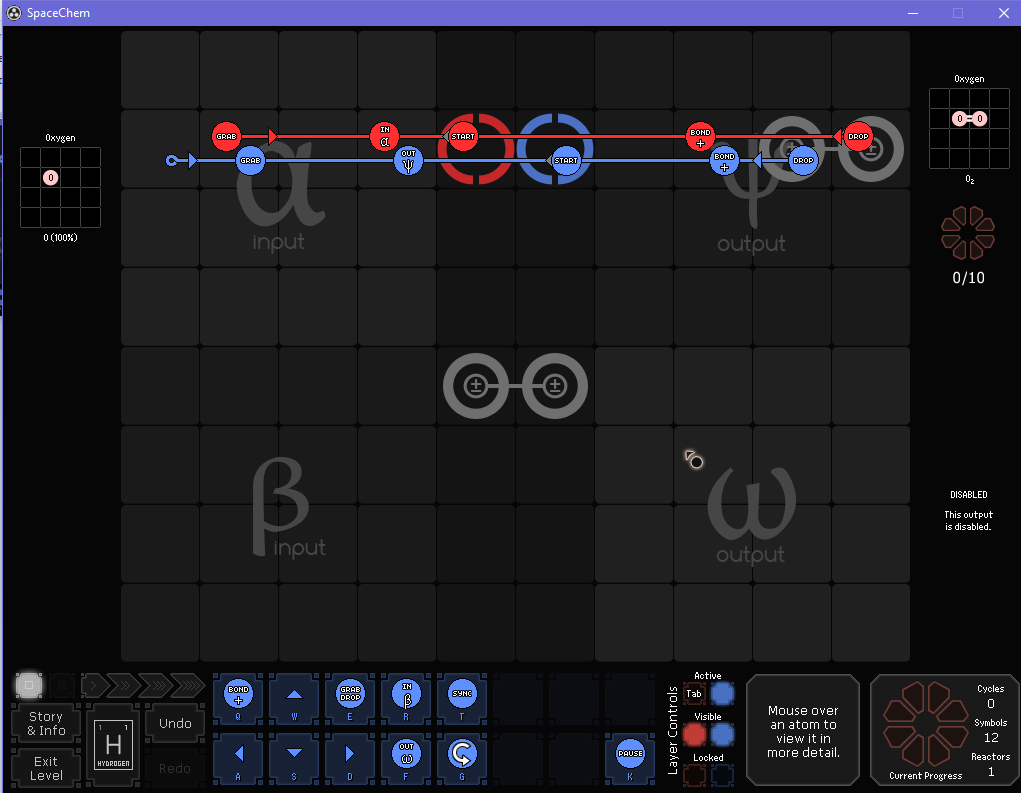 SpaceChem
Oxygen
O
O (100%)
GRAB
IN
α
START
BOND
+
DROP
GRAB
OUT
ψ
START
BOND
+
DROP
α
input
ψ
output
β
input
ω
output
Oxygen
O=O
O₂
0/10
DISABLED
This output
is disabled.
Story
& Info
Exit
Level
1
H
HYDROGEN
Undo
Redo
BOND
+
Q
W
GRAB
DROP
E
IN
β
R
SYNC
T
A
S
D
OUT
ω
F
G
PAUSE
K
Layer Controls
Active
Tab
Visible
Locked
Mouse over
an atom to
view it in
more detail.
Cycles
0
Symbols
12
Reactors
1
Current Progress